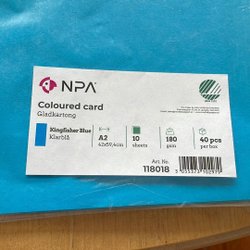 NPA
Coloured card
Gladkartong
Kingfisher Blue
Klarblå
A2
42x59,4cm
10
sheets
180
gsm
40 pcs
per box
Art. No.
118018